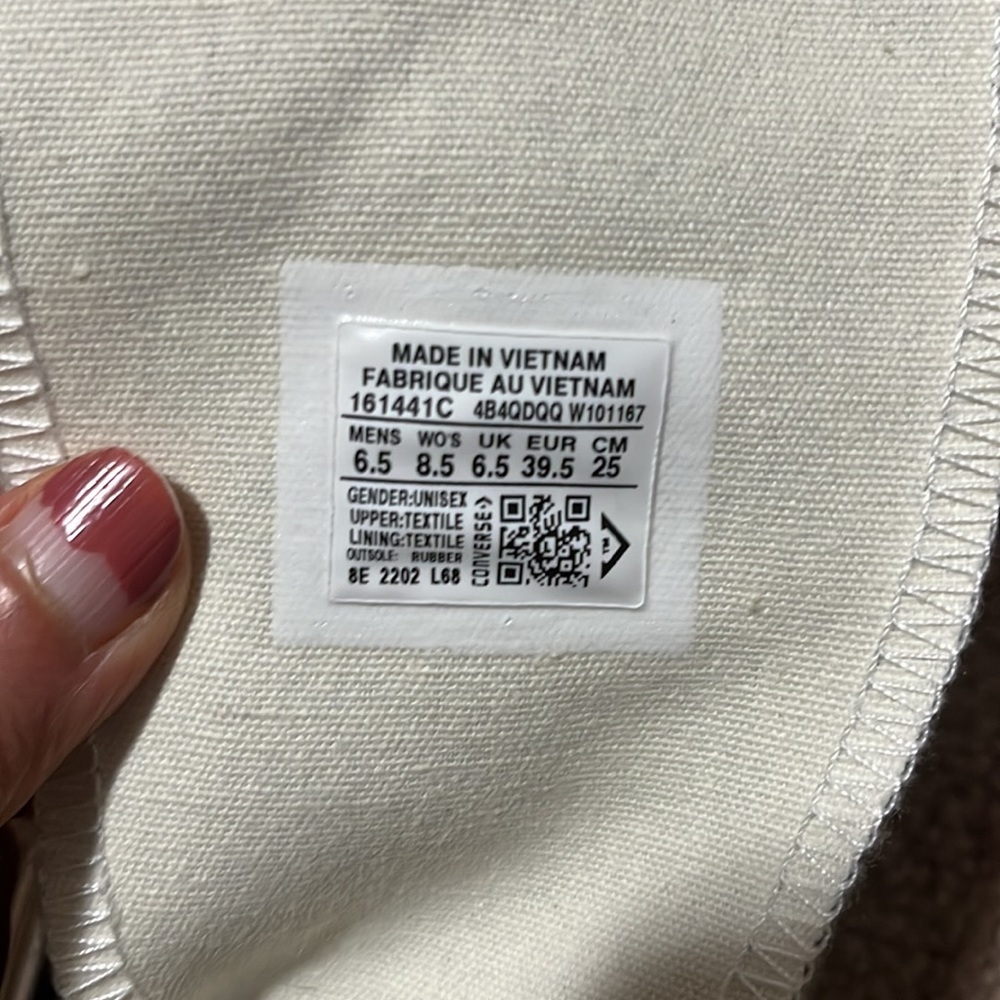 MADE IN VIETNAM
FABRIQUE AU VIETNAM
161441C 4B4QDQQ W101167
MENS WO'S UK EUR CM
6.5 8.5 6.5 39.5 25
GENDER:UNISEX
UPPER:TEXTILE
LINING:TEXTILE
OUTSOLE: RUBBER
8E 2202 L68
CONVERSE